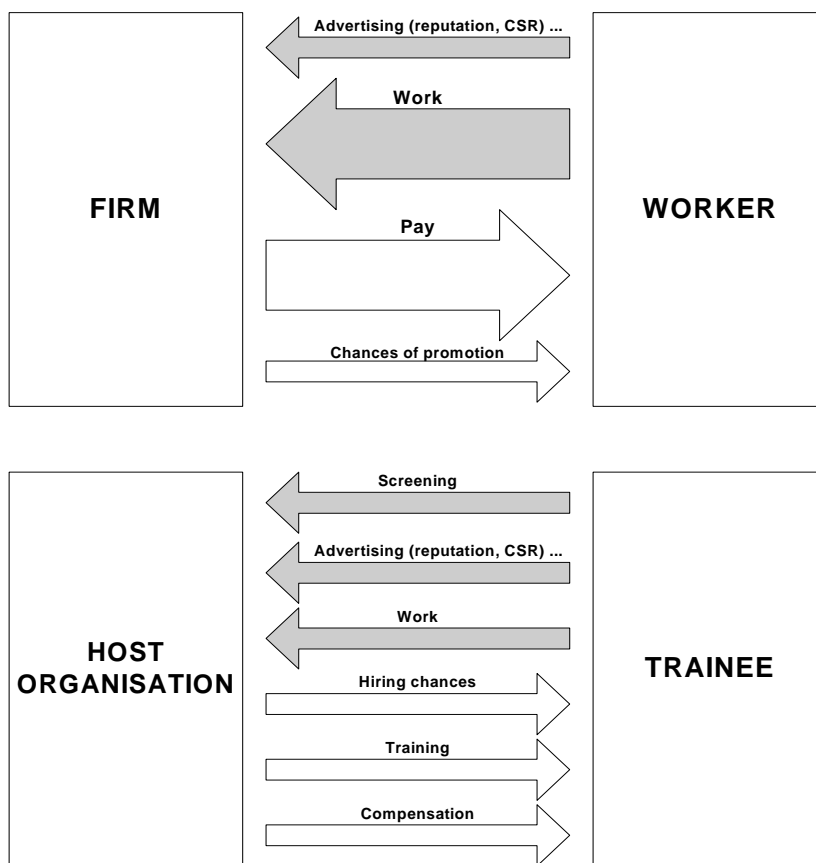 Advertising (reputation, CSR) ...
Work
FIRM
WORKER
Pay
Chances of promotion
Screening
Advertising (reputation, CSR) ...
Work
HOST
ORGANISATION
TRAINEE
Hiring chances
Training
Compensation